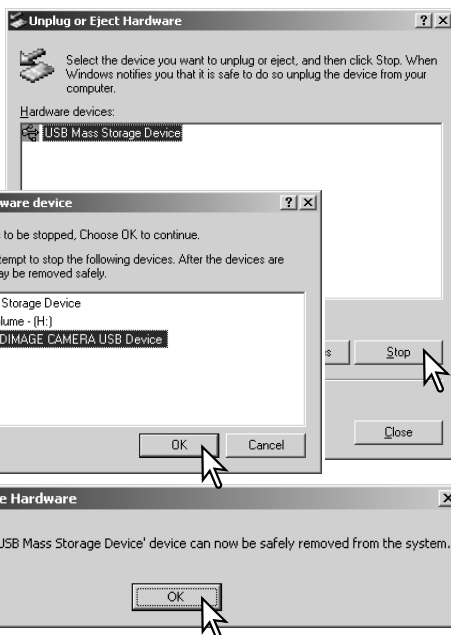 Unplug or Eject Hardware
Select the device you want to unplug or eject, and then click Stop. When
Windows notifies you that it is safe to do so unplug the device from your
computer.
Hardware devices:
USB Mass Storage Device
ware device
to be stopped, Choose OK to continue.
tempt to stop the following devices. After the devices are
ay be removed safely.
Storage Device
lume - (H:)
DIMAGE CAMERA USB Device
s
Stop
OK
Cancel
Close
e Hardware
USB Mass Storage Device' device can now be safely removed from the system.
OK